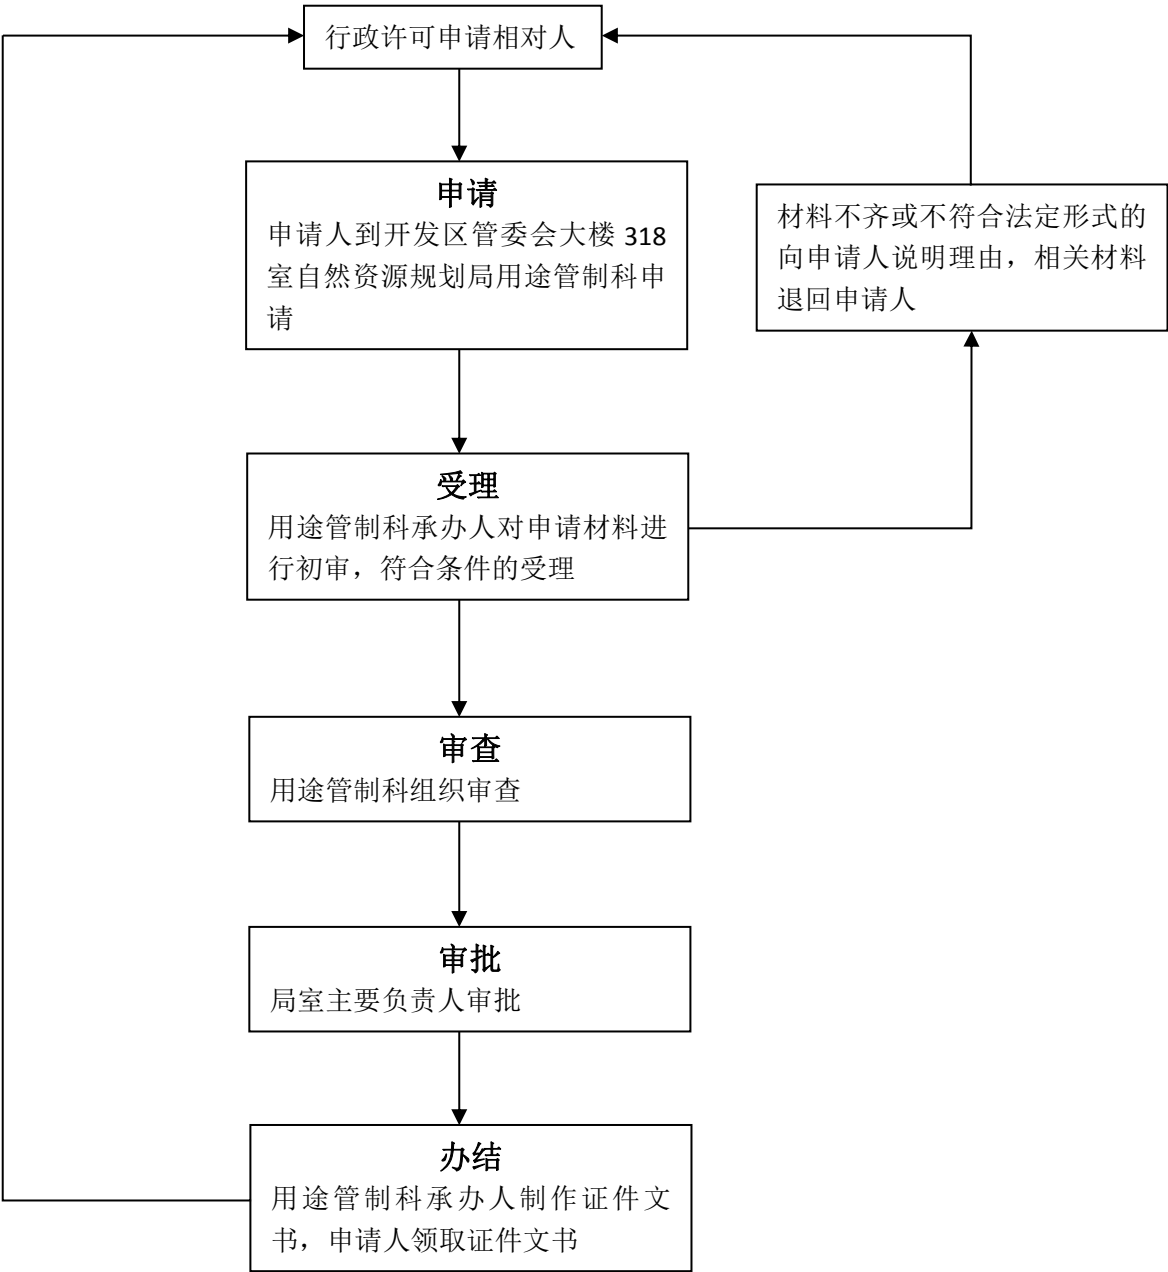 行政许可申请相对人
申请
申请人到开发区管委会大楼 318
室自然资源规划局用途管制科申
请
材料不齐或不符合法定形式的
向申请人说明理由，相关材料
退回申请人
受理
用途管制科承办人对申请材料进
行初审，符合条件的受理
审查
用途管制科组织审查
审批
局室主要负责人审批
办结
用途管制科承办人制作证件文
书，申请人领取证件文书